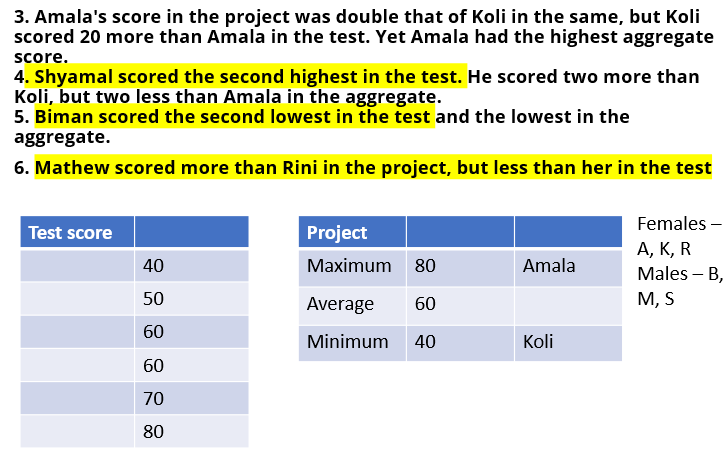 3. Amala's score in the project was double that of Koli in the same, but Koli
scored 20 more than Amala in the test. Yet Amala had the highest aggregate
score.
4. Shyamal scored the second highest in the test. He scored two more than
Koli, but two less than Amala in the aggregate.
5. Biman scored the second lowest in the test and the lowest in the
aggregate.
6. Mathew scored more than Rini in the project, but less than her in the test
Test score
40
50
60
60
70
80
Project
Maximum 80 Amala
Average 60
Minimum 40 Koli
Females –
A, K, R
Males – B,
M, S